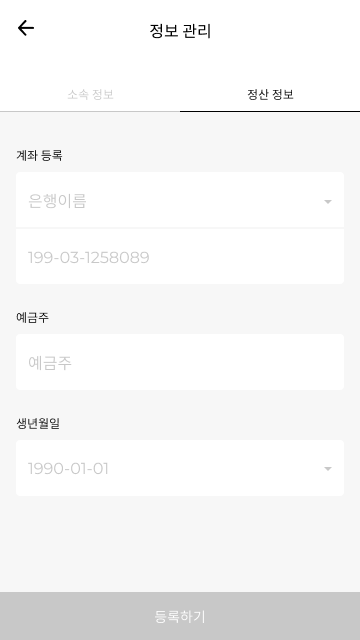 정보 관리
소속 정보
정산 정보
계좌 등록
은행이름
199-03-1258089
예금주
예금주
생년월일
1990-01-01
등록하기